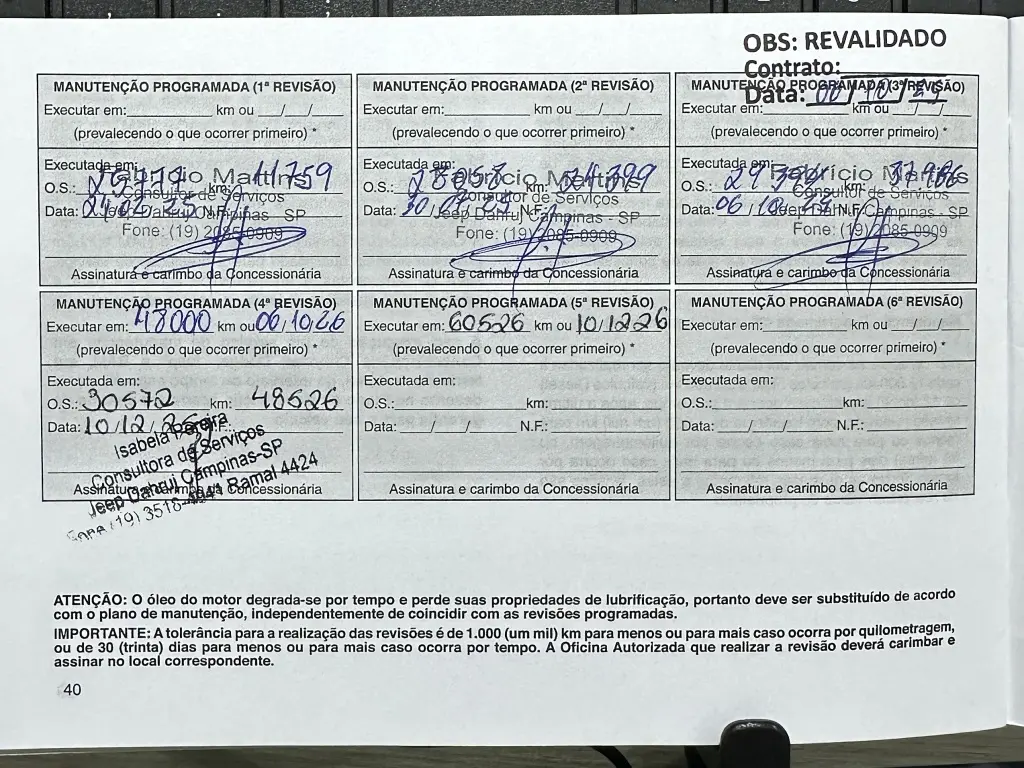 OBS: REVALIDADO
Contrato:
Data: 06/10/25
MANUTENÇÃO PROGRAMADA (1ª REVISÃO)
Executar em: km ou / /
(prevalecendo o que ocorrer primeiro) *
Executada em:
O.S.: km: 11759
Data: N.F.:
Fabrício Martins
Consultor de Serviços
Jeep Dahruj Campinas - SP
Fone: (19) 2085-0909
Assinatura e carimbo da Concessionária
MANUTENÇÃO PROGRAMADA (2ª REVISÃO)
Executar em: km ou / /
(prevalecendo o que ocorrer primeiro) *
Executada em:
O.S.: km:
Data: N.F.:
Fabrício Martins
Consultor de Serviços
Jeep Dahruj Campinas - SP
Fone: (19) 2085-0909
Assinatura e carimbo da Concessionária
MANUTENÇÃO PROGRAMADA (3ª REVISÃO)
Executar em: km ou / /
(prevalecendo o que ocorrer primeiro) *
Executada em:
O.S.: km:
Data: 06/10/25 N.F.:
Fabrício Martins
Consultor de Serviços
Jeep Dahruj Campinas - SP
Fone: (19) 2085-0909
Assinatura e carimbo da Concessionária
MANUTENÇÃO PROGRAMADA (4ª REVISÃO)
Executar em: 48000 km ou 06/10/26
(prevalecendo o que ocorrer primeiro) *
Executada em:
O.S.: 30572 km: 48526
Data: 10/12/25 N.F.:
Isabela Pereira
Consultora de Serviços
Jeep Dahruj Campinas-SP
Fone (19) 3518-4941 Ramal 4424
Assinatura e carimbo da Concessionária
MANUTENÇÃO PROGRAMADA (5ª REVISÃO)
Executar em: 60526 km ou 10/12/26
(prevalecendo o que ocorrer primeiro) *
Executada em:
O.S.: km:
Data: / / N.F.:
Assinatura e carimbo da Concessionária
MANUTENÇÃO PROGRAMADA (6ª REVISÃO)
Executar em: km ou / /
(prevalecendo o que ocorrer primeiro) *
Executada em:
O.S.: km:
Data: / / N.F.:
Assinatura e carimbo da Concessionária
ATENÇÃO: O óleo do motor degrada-se por tempo e perde suas propriedades de lubrificação, portanto deve ser substituído de acordo
com o plano de manutenção, independentemente de coincidir com as revisões programadas.
IMPORTANTE: A tolerância para a realização das revisões é de 1.000 (um mil) km para menos ou para mais caso ocorra por quilometragem,
ou de 30 (trinta) dias para menos ou para mais caso ocorra por tempo. A Oficina Autorizada que realizar a revisão deverá carimbar e
assinar no local correspondente.
40